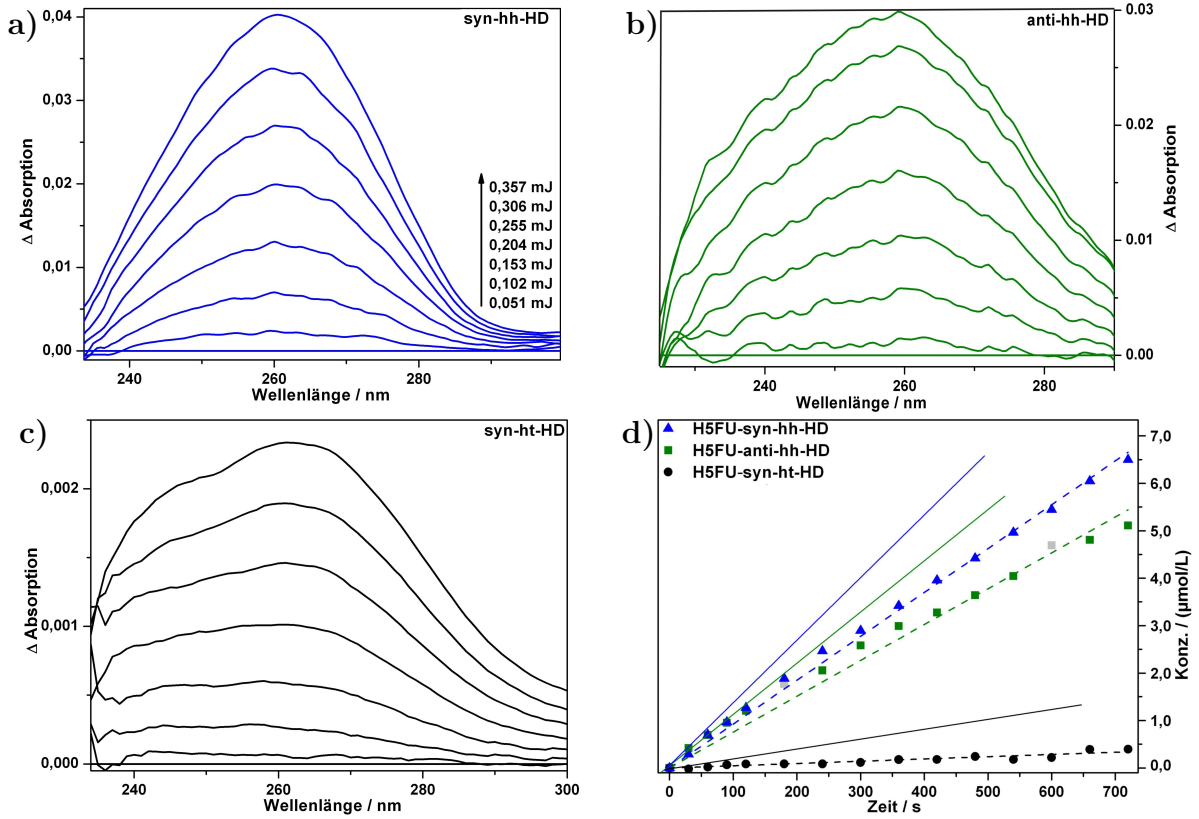 a)
syn-hh-HD
0,04
0,03
0,02
0,01
0,00
Δ Absorption
0,357 mJ
0,306 mJ
0,255 mJ
0,204 mJ
0,153 mJ
0,102 mJ
0,051 mJ
240
260
280
Wellenlänge / nm
b)
anti-hh-HD
0.03
0.02
0.01
0.00
Δ Absorption
240
260
280
Wellenlänge / nm
c)
syn-ht-HD
0,002
0,001
0,000
Δ Absorption
240
260
280
300
Wellenlänge / nm
d)
H5FU-syn-hh-HD
H5FU-anti-hh-HD
H5FU-syn-ht-HD
7,0
6,0
5,0
4,0
3,0
2,0
1,0
0,0
Konz. / (µmol/L)
0
100
200
300
400
500
600
700
Zeit / s